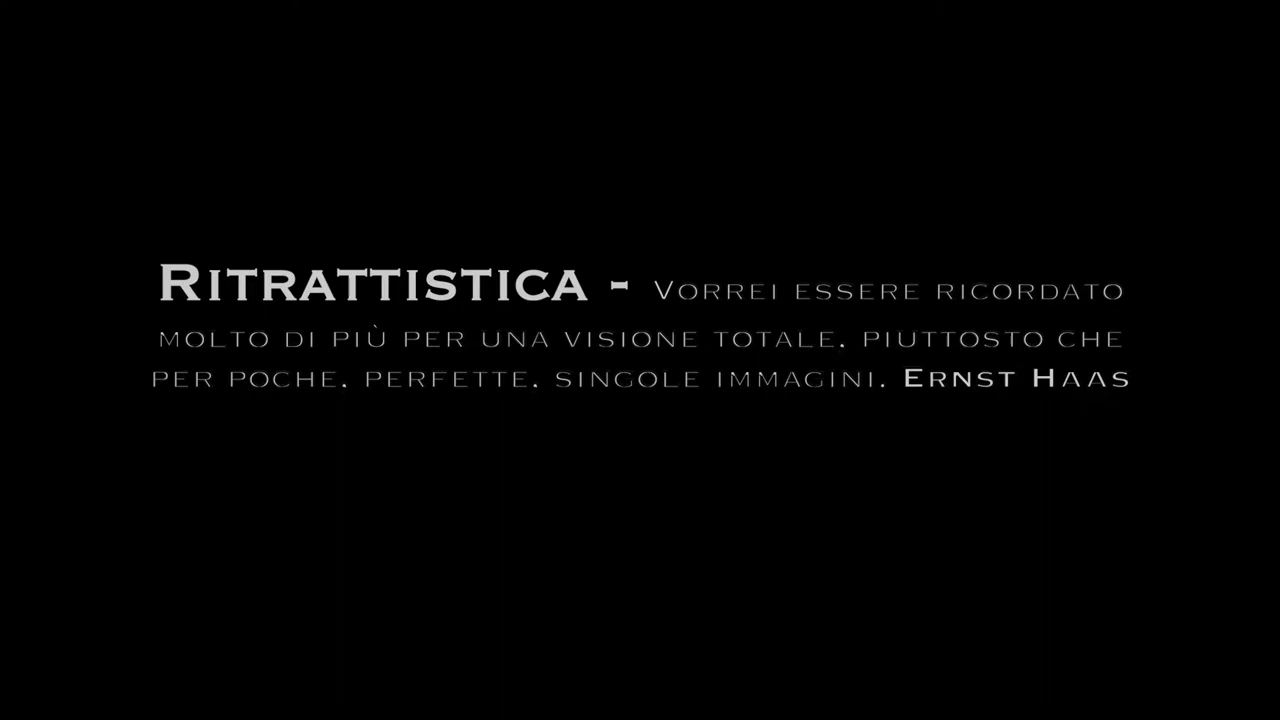 Ritrattistica - Vorrei essere ricordato
molto di più per una visione totale, piuttosto che
per poche, perfette, singole immagini. Ernst Haas